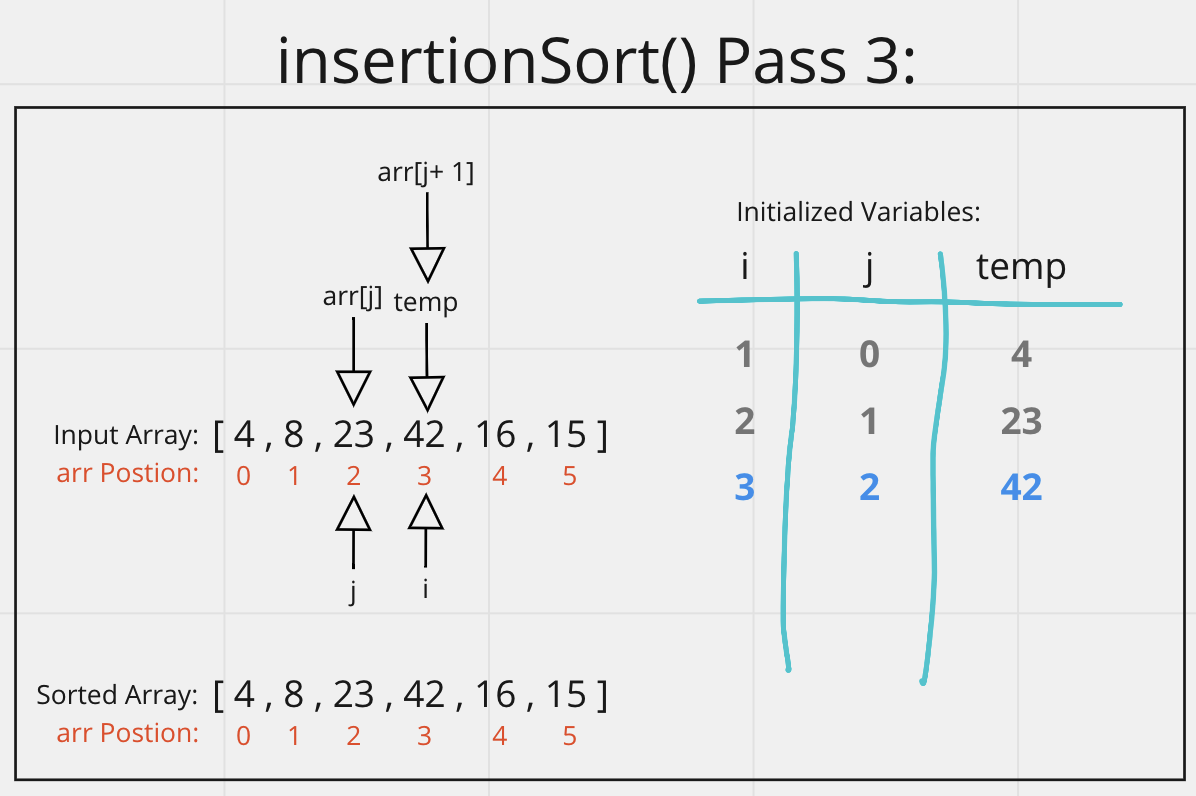 insertionSort() Pass 3:
arr[j+ 1]
Initialized Variables:
i j temp
arr[j] temp
1 0 4
2 1 23
Input Array: [ 4 , 8 , 23 , 42 , 16 , 15 ]
arr Postion: 0 1 2 3 4 5
3 2 42
j i
Sorted Array: [ 4 , 8 , 23 , 42 , 16 , 15 ]
arr Postion: 0 1 2 3 4 5